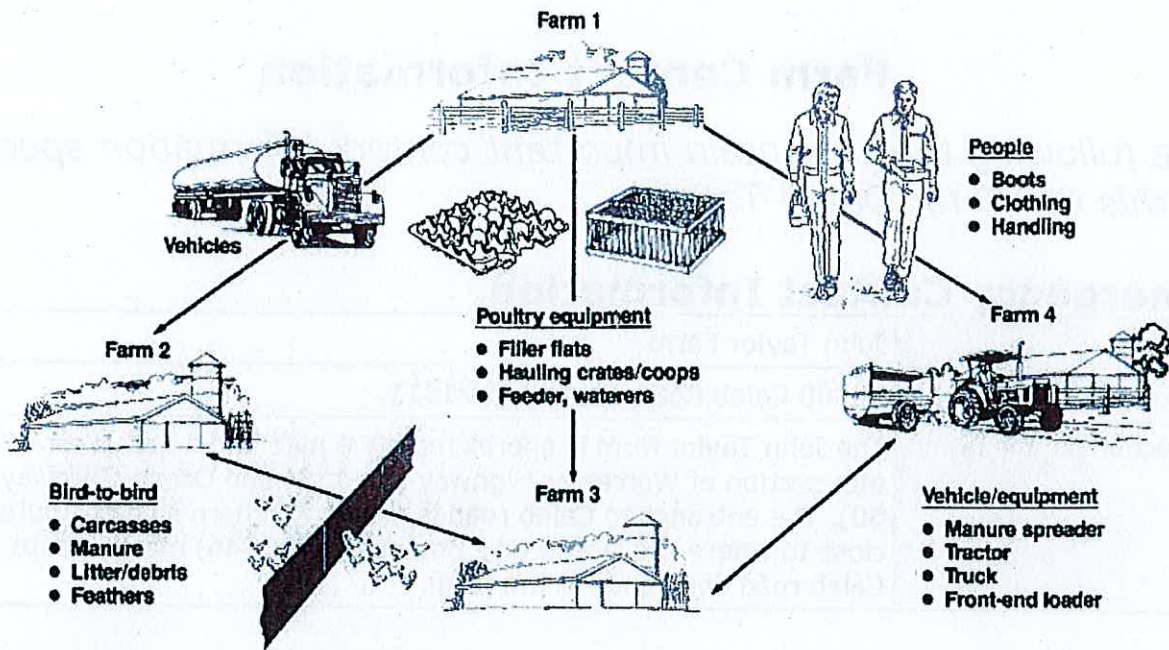 Farm 1
People
● Boots
● Clothing
● Handling
Vehicles
Poultry equipment
● Filler flats
● Hauling crates/coops
● Feeder, waterers
Farm 2
Farm 4
Bird-to-bird
● Carcasses
● Manure
● Litter/debris
● Feathers
Farm 3
Vehicle/equipment
● Manure spreader
● Tractor
● Truck
● Front-end loader